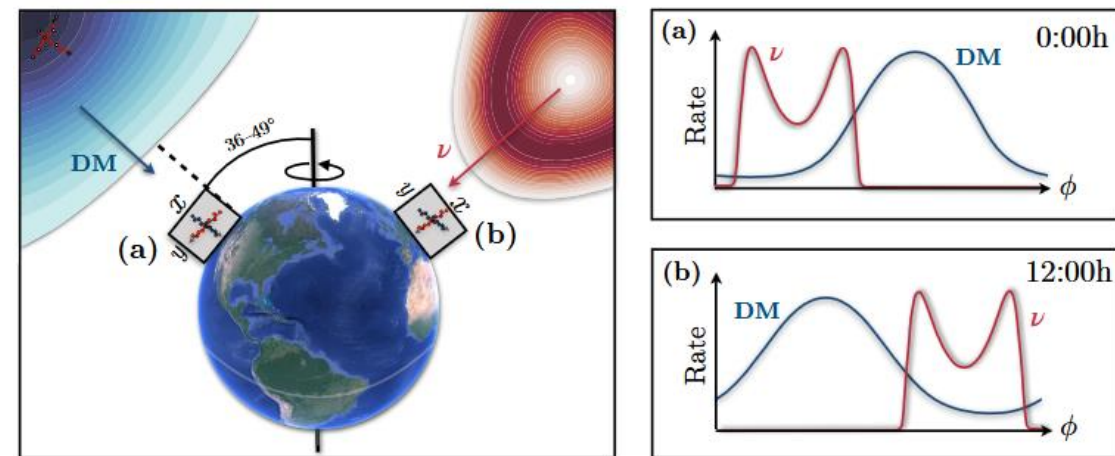 DM
36–49°
ν
x
y
(a)
y
x
(b)
(a)
0:00h
ν
DM
Rate
ϕ
(b)
12:00h
DM
ν
Rate
ϕ